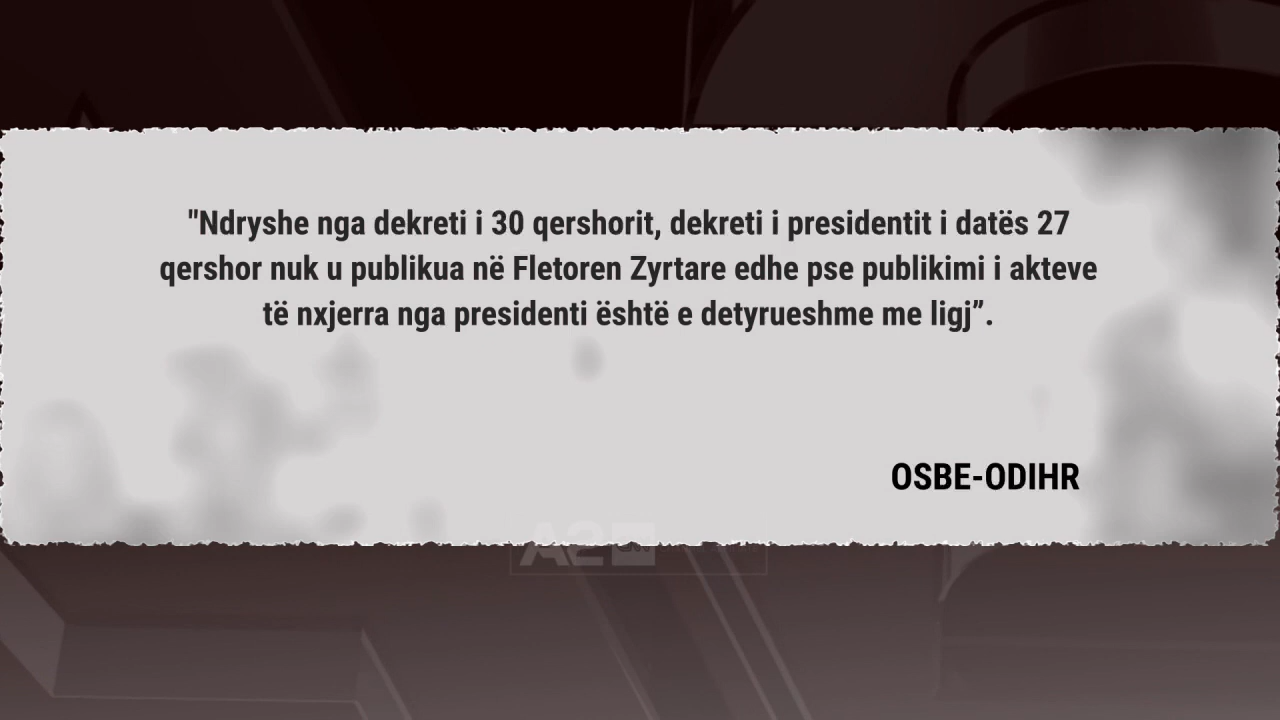 "Ndryshe nga dekreti i 30 qershorit, dekreti i presidentit i datës 27
qershor nuk u publikua në Fletoren Zyrtare edhe pse publikimi i akteve
të nxjerra nga presidenti është e detyrueshme me ligj”.
OSBE-ODIHR
A2